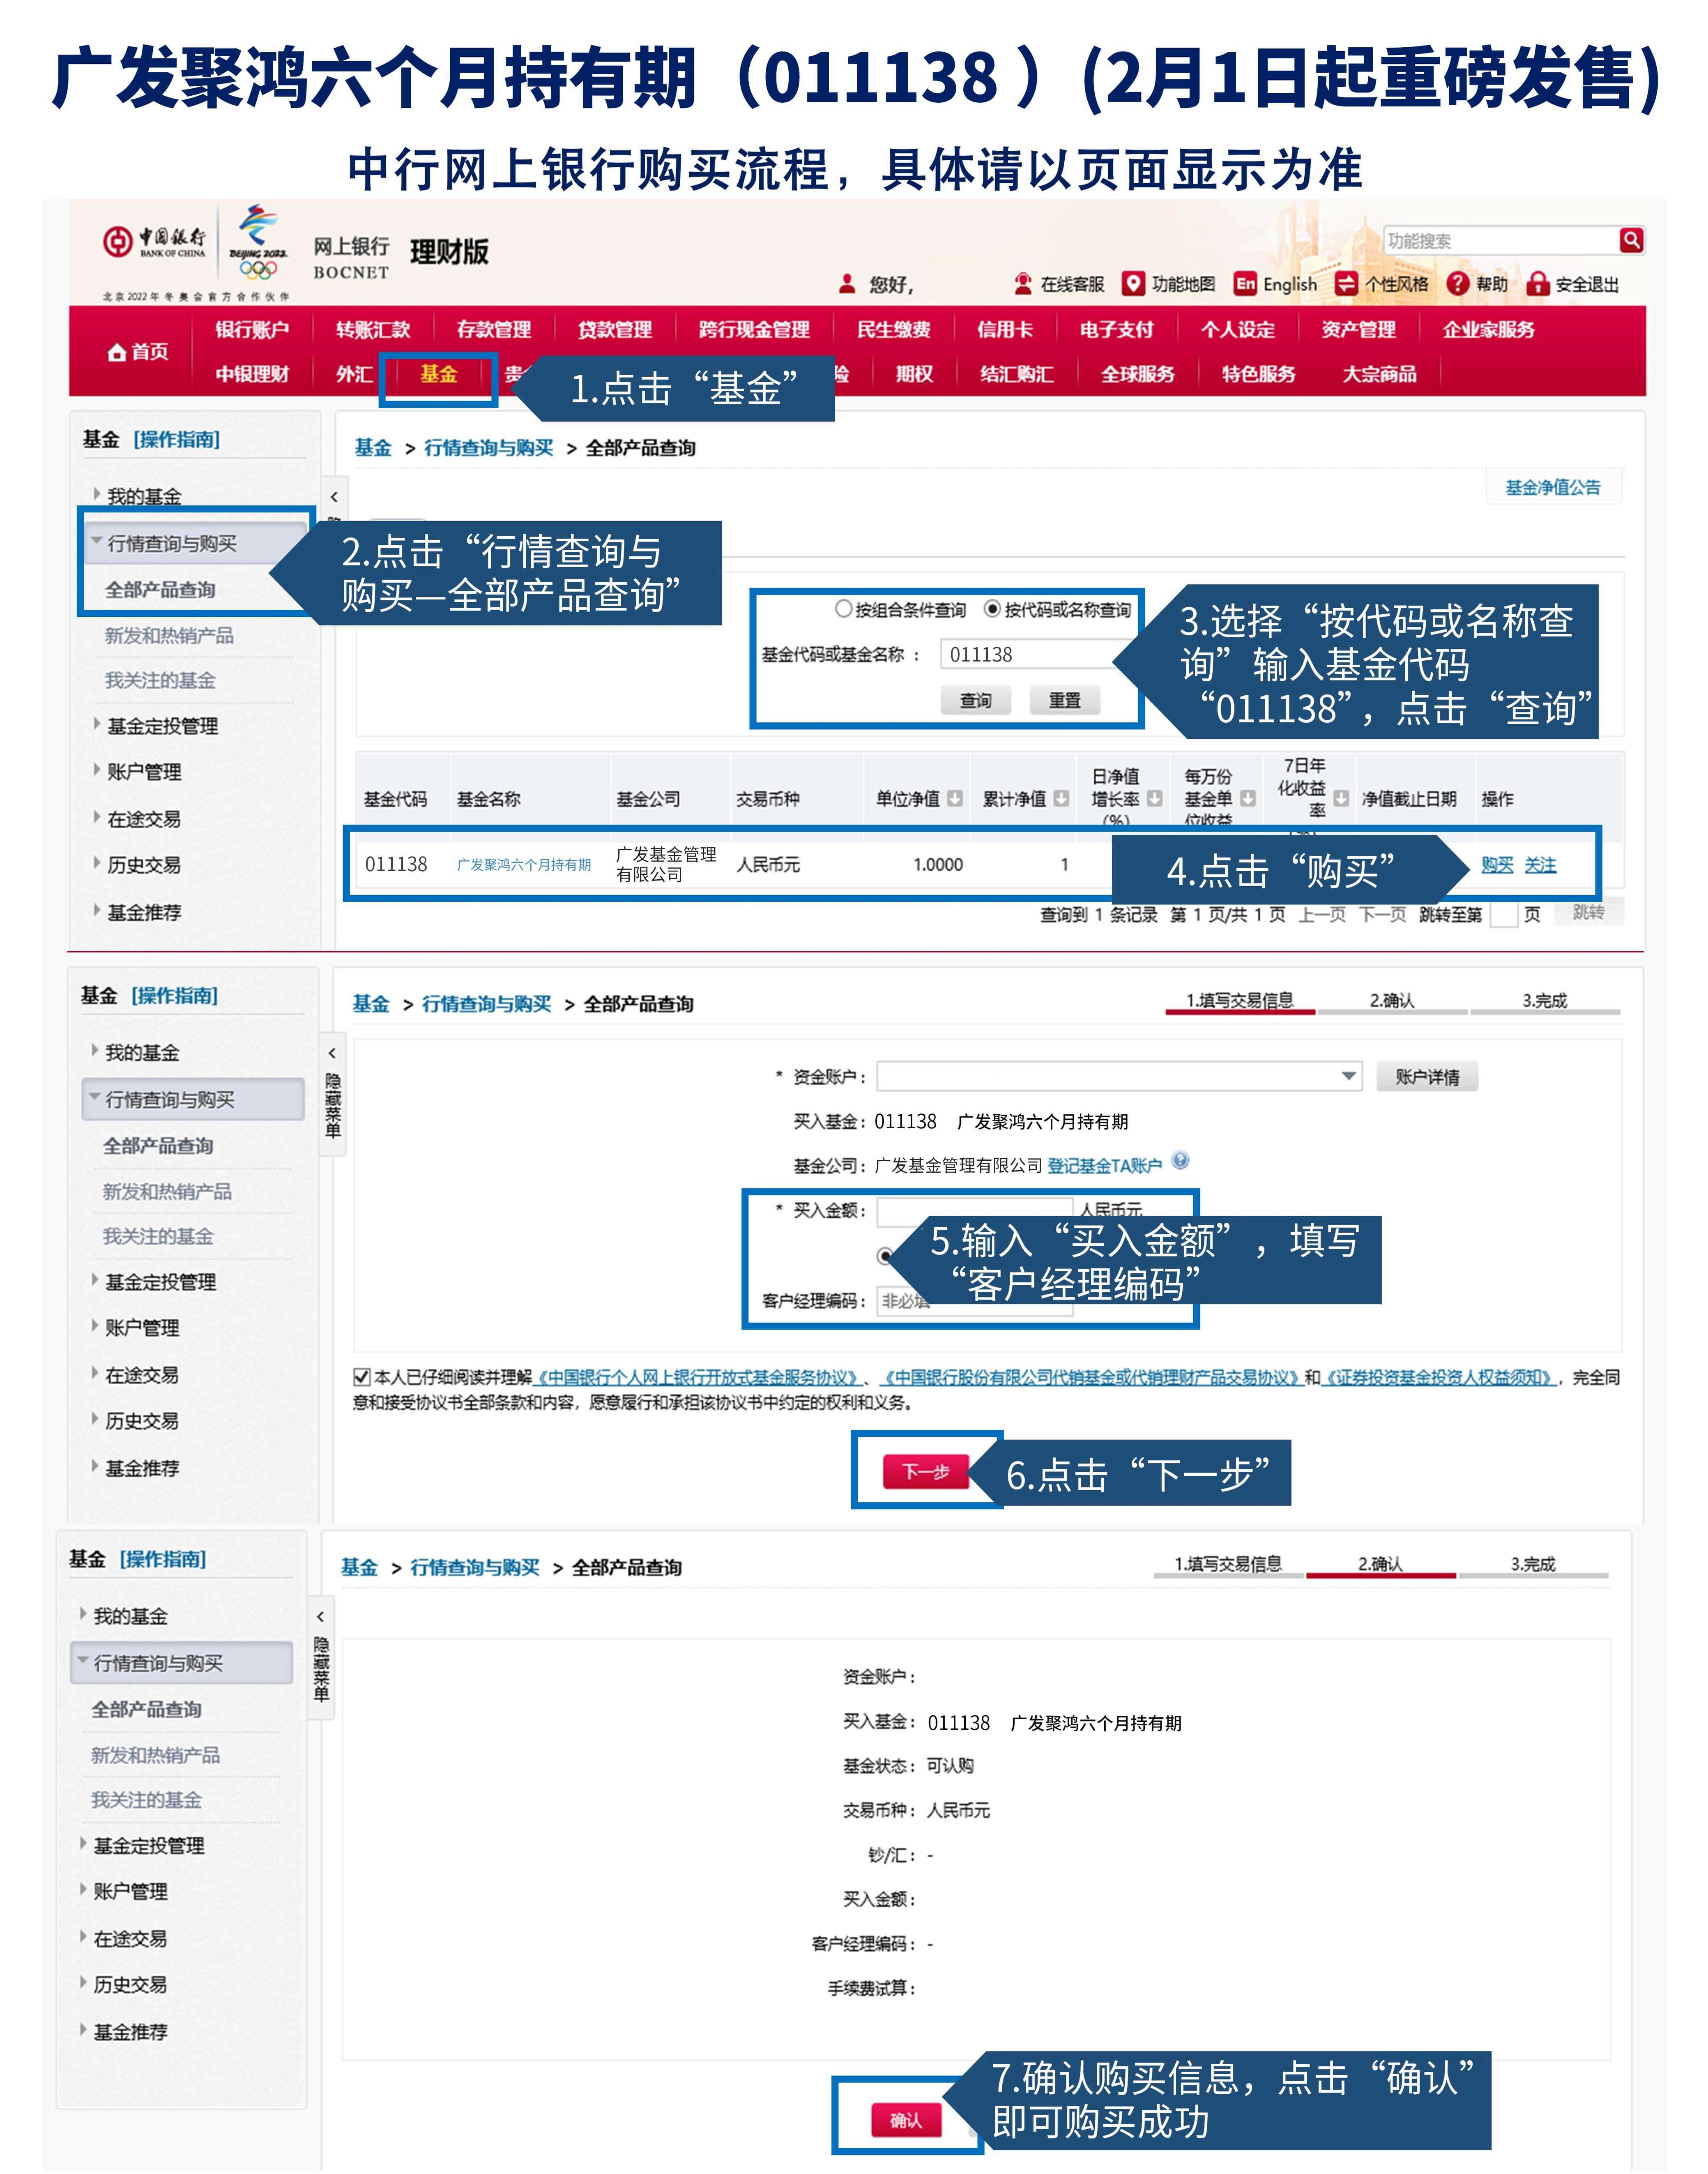 广发聚鸿六个月持有期（011138 ）(2月1日起重磅发售)
中行网上银行购买流程，具体请以页面显示为准
中国银行
BANK OF CHINA
BEIJING 2022
北京2022年冬奥会官方合作伙伴
网上银行
BOCNET
理财版
功能搜索
您好,
在线客服 功能地图 En English 个性风格 帮助 安全退出
首页
银行账户 转账汇款 存款管理 贷款管理 跨行现金管理 民生缴费 信用卡 电子支付 个人设定 资产管理 企业家服务
中银理财 外汇 基金 贵 险 期权 结汇购汇 全球服务 特色服务 大宗商品
1.点击“基金”
基金 [操作指南]
我的基金
行情查询与购买
全部产品查询
新发和热销产品
我关注的基金
基金定投管理
账户管理
在途交易
历史交易
基金推荐
基金 > 行情查询与购买 > 全部产品查询
基金净值公告
2.点击“行情查询与
购买—全部产品查询”
按组合条件查询 按代码或名称查询
基金代码或基金名称 : 011138
查询 重置
3.选择“按代码或名称查
询”输入基金代码
“011138”，点击“查询”
基金代码 基金名称 基金公司 交易币种 单位净值 累计净值 日净值增长率(%) 每万份基金单位收益 7日年化收益率 净值截止日期 操作
011138 广发聚鸿六个月持有期 广发基金管理有限公司 人民币元 1.0000 1 购买 关注
4.点击“购买”
查询到 1 条记录 第 1 页/共 1 页 上一页 下一页 跳转至第 页 跳转
基金 [操作指南]
我的基金
行情查询与购买
全部产品查询
新发和热销产品
我关注的基金
基金定投管理
账户管理
在途交易
历史交易
基金推荐
隐藏菜单
基金 > 行情查询与购买 > 全部产品查询
1.填写交易信息 2.确认 3.完成
* 资金账户: 账户详情
买入基金: 011138 广发聚鸿六个月持有期
基金公司: 广发基金管理有限公司 登记基金TA账户
* 买入金额: 人民币元
5.输入“买入金额”，填写
“客户经理编码”
客户经理编码: 非必填
本人已仔细阅读并理解《中国银行个人网上银行开放式基金服务协议》、《中国银行股份有限公司代销基金或代销理财产品交易协议》和《证券投资基金投资人权益须知》，完全同
意和接受协议书全部条款和内容，愿意履行和承担该协议书中约定的权利和义务。
下一步
6.点击“下一步”
基金 [操作指南]
我的基金
行情查询与购买
全部产品查询
新发和热销产品
我关注的基金
基金定投管理
账户管理
在途交易
历史交易
基金推荐
隐藏菜单
基金 > 行情查询与购买 > 全部产品查询
1.填写交易信息 2.确认 3.完成
资金账户:
买入基金: 011138 广发聚鸿六个月持有期
基金状态: 可认购
交易币种: 人民币元
钞/汇: -
买入金额:
客户经理编码: -
手续费试算:
确认
7.确认购买信息，点击“确认”
即可购买成功